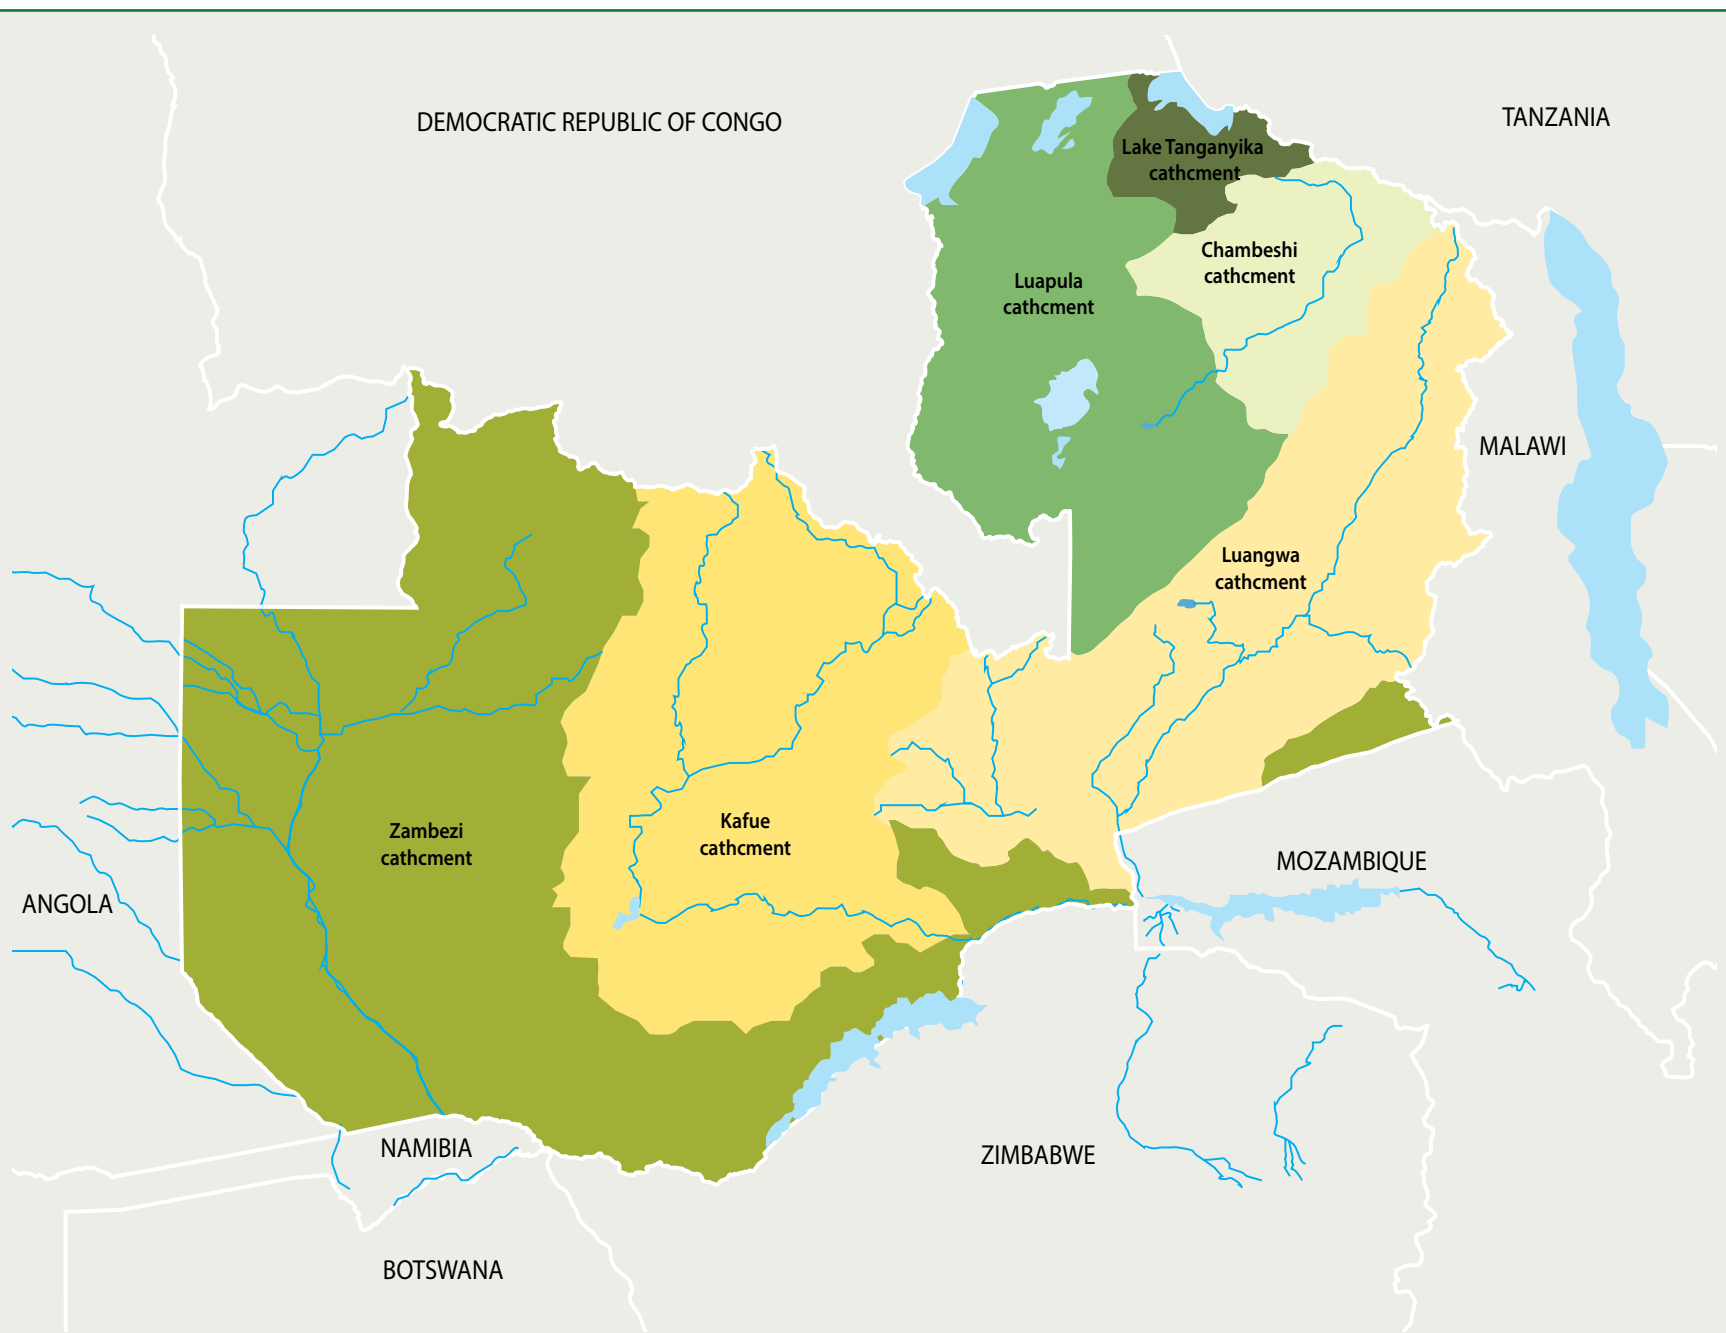 DEMOCRATIC REPUBLIC OF CONGO
TANZANIA
Lake Tanganyika
cathcment
Chambeshi
cathcment
Luapula
cathcment
MALAWI
Luangwa
cathcment
Zambezi
cathcment
Kafue
cathcment
MOZAMBIQUE
ANGOLA
NAMIBIA
ZIMBABWE
BOTSWANA